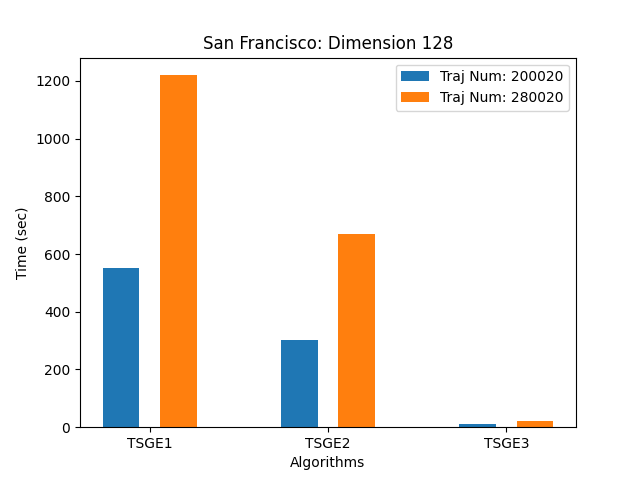 San Francisco: Dimension 128
Traj Num: 200020
Traj Num: 280020
1200
1000
800
600
400
200
0
Time (sec)
TSGE1 TSGE2 TSGE3
Algorithms